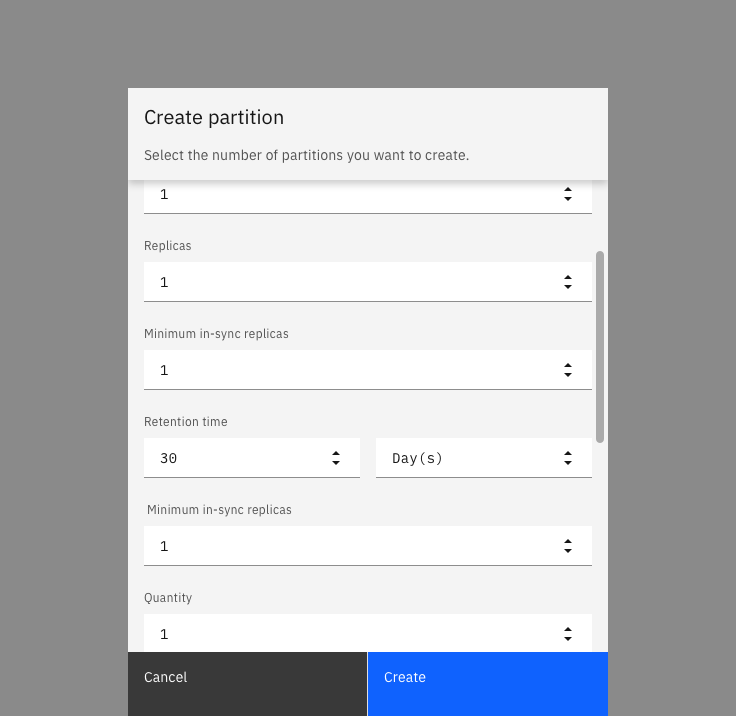 Create partition
Select the number of partitions you want to create.
1
Replicas
1
Minimum in-sync replicas
1
Retention time
30 Day(s)
Minimum in-sync replicas
1
Quantity
1
Cancel Create